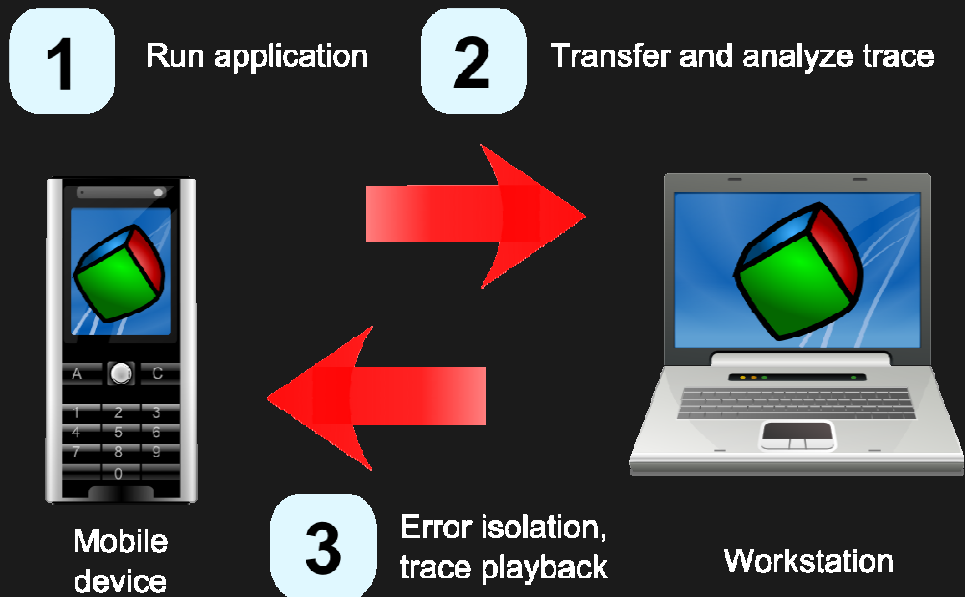 1 Run application
2 Transfer and analyze trace
A C
1 2 3
4 5 6
7 8 9
0
Mobile
device
3 Error isolation,
trace playback
Workstation